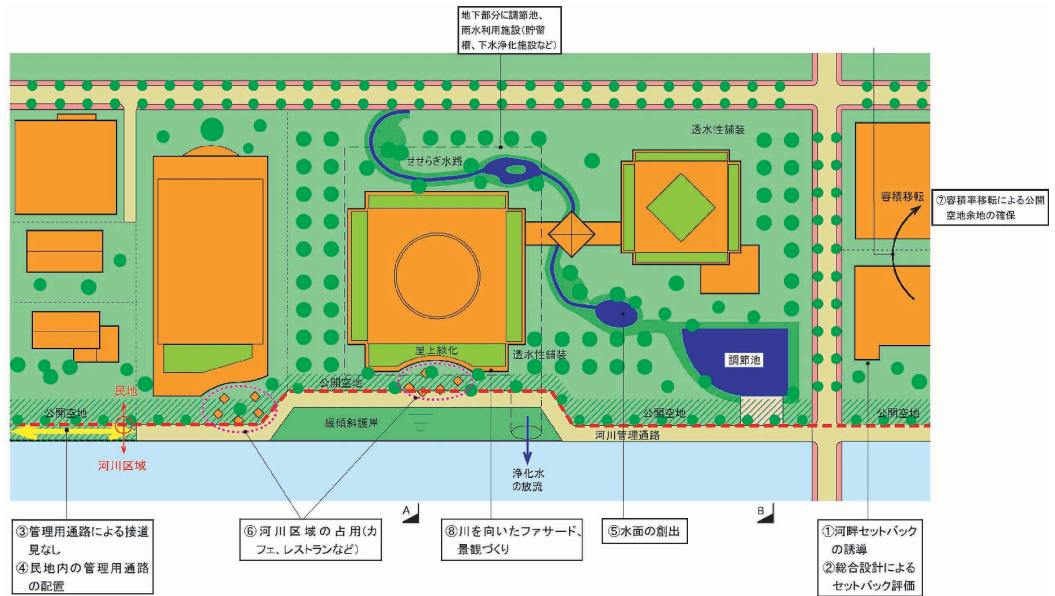 地下部分に調節池、
雨水利用施設(貯留
槽、下水浄化施設など)
透水性舗装
せせらぎ水路
容積移転
⑦容積率移転による公開
空地余地の確保
屋上緑化
透水性舗装
調節池
公開空地
民地
公開空地
緩傾斜護岸
公開空地
公開空地
河川管理通路
河川区域
浄化水
の放流
A
B
③管理用通路による接道
見なし
④民地内の管理用通路
の配置
⑥河川区域の占用(カ
フェ、レストランなど)
⑧川を向いたファサード、
景観づくり
⑤水面の創出
①河畔セットバック
の誘導
②総合設計による
セットバック評価